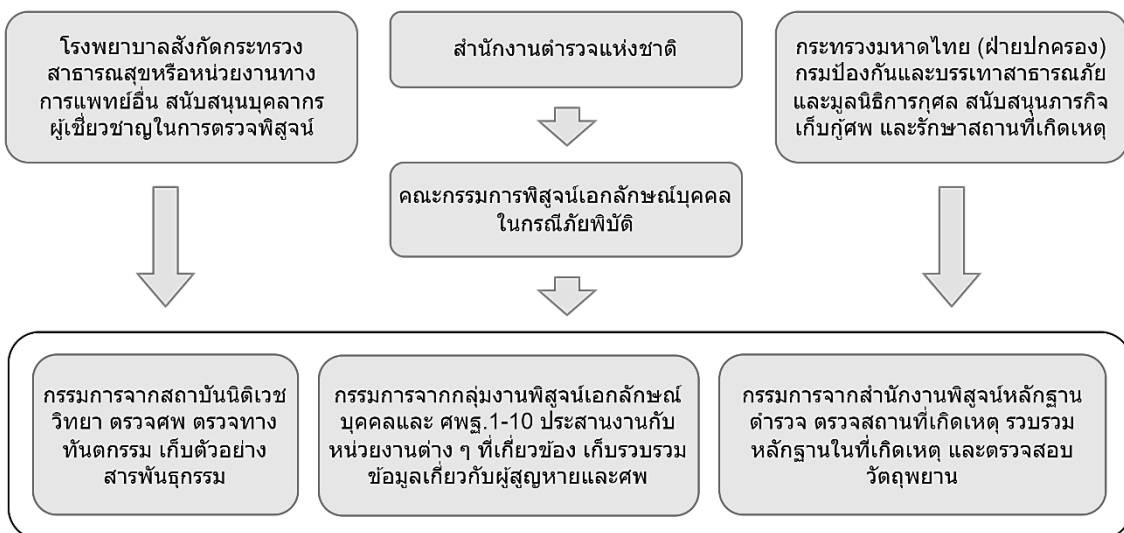 โรงพยาบาลสังกัดกระทรวง
สาธารณสุขหรือหน่วยงานทาง
การแพทย์อื่น สนับสนุนบุคลากร
ผู้เชี่ยวชาญในการตรวจพิสูจน์
สำนักงานตำรวจแห่งชาติ
กระทรวงมหาดไทย (ฝ่ายปกครอง)
กรมป้องกันและบรรเทาสาธารณภัย
และมูลนิธิการกุศล สนับสนุนภารกิจ
เก็บกู้ศพ และรักษาสถานที่เกิดเหตุ
คณะกรรมการพิสูจน์เอกลักษณ์บุคคล
ในกรณีภัยพิบัติ
กรรมการจากสถาบันนิติเวช
วิทยา ตรวจศพ ตรวจทาง
ทันตกรรม เก็บตัวอย่าง
สารพันธุกรรม
กรรมการจากกลุ่มงานพิสูจน์เอกลักษณ์
บุคคลและ ศพฐ.1-10 ประสานงานกับ
หน่วยงานต่าง ๆ ที่เกี่ยวข้อง เก็บรวบรวม
ข้อมูลเกี่ยวกับผู้สูญหายและศพ
กรรมการจากสำนักงานพิสูจน์หลักฐาน
ตำรวจ ตรวจสถานที่เกิดเหตุ รวบรวม
หลักฐานในที่เกิดเหตุ และตรวจสอบ
วัตถุพยาน